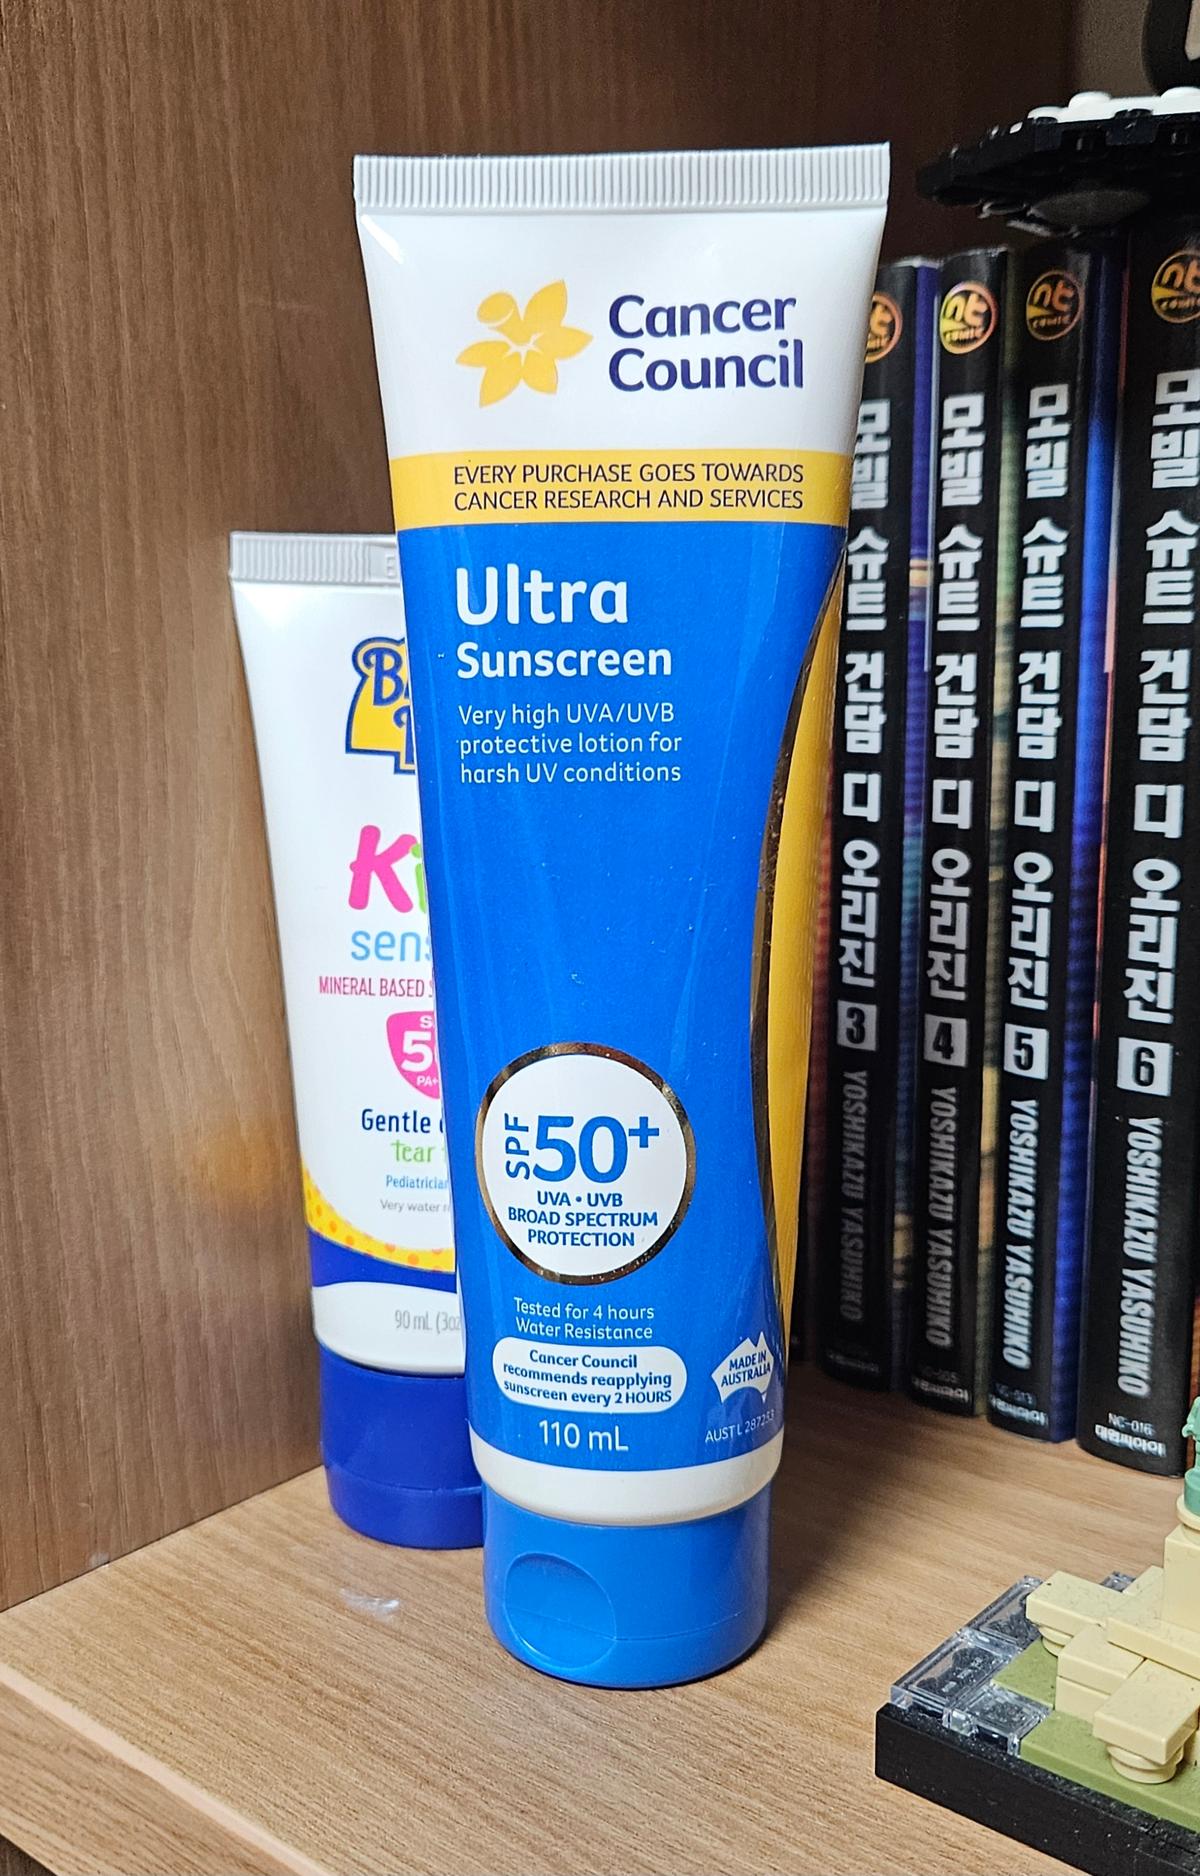 Cancer
Council
EVERY PURCHASE GOES TOWARDS
CANCER RESEARCH AND SERVICES
Ultra
Sunscreen
Very high UVA/UVB
protective lotion for
harsh UV conditions
SPF 50+
UVA • UVB
BROAD SPECTRUM
PROTECTION
Tested for 4 hours
Water Resistance
Cancer Council
recommends reapplying
sunscreen every 2 HOURS
MADE IN
AUSTRALIA
110 mL
AUST L 287253
MINERAL BASED
Gentle
tear
Very water
90 mL
모빌 슈트 건담 디 오리진 3 YOSHIKAZU YASUHIKO
모빌 슈트 건담 디 오리진 4 YOSHIKAZU YASUHIKO
모빌 슈트 건담 디 오리진 5 YOSHIKAZU YASUHIKO
모빌 슈트 건담 디 오리진 6 YOSHIKAZU YASUHIKO
NC-016
대원씨아이